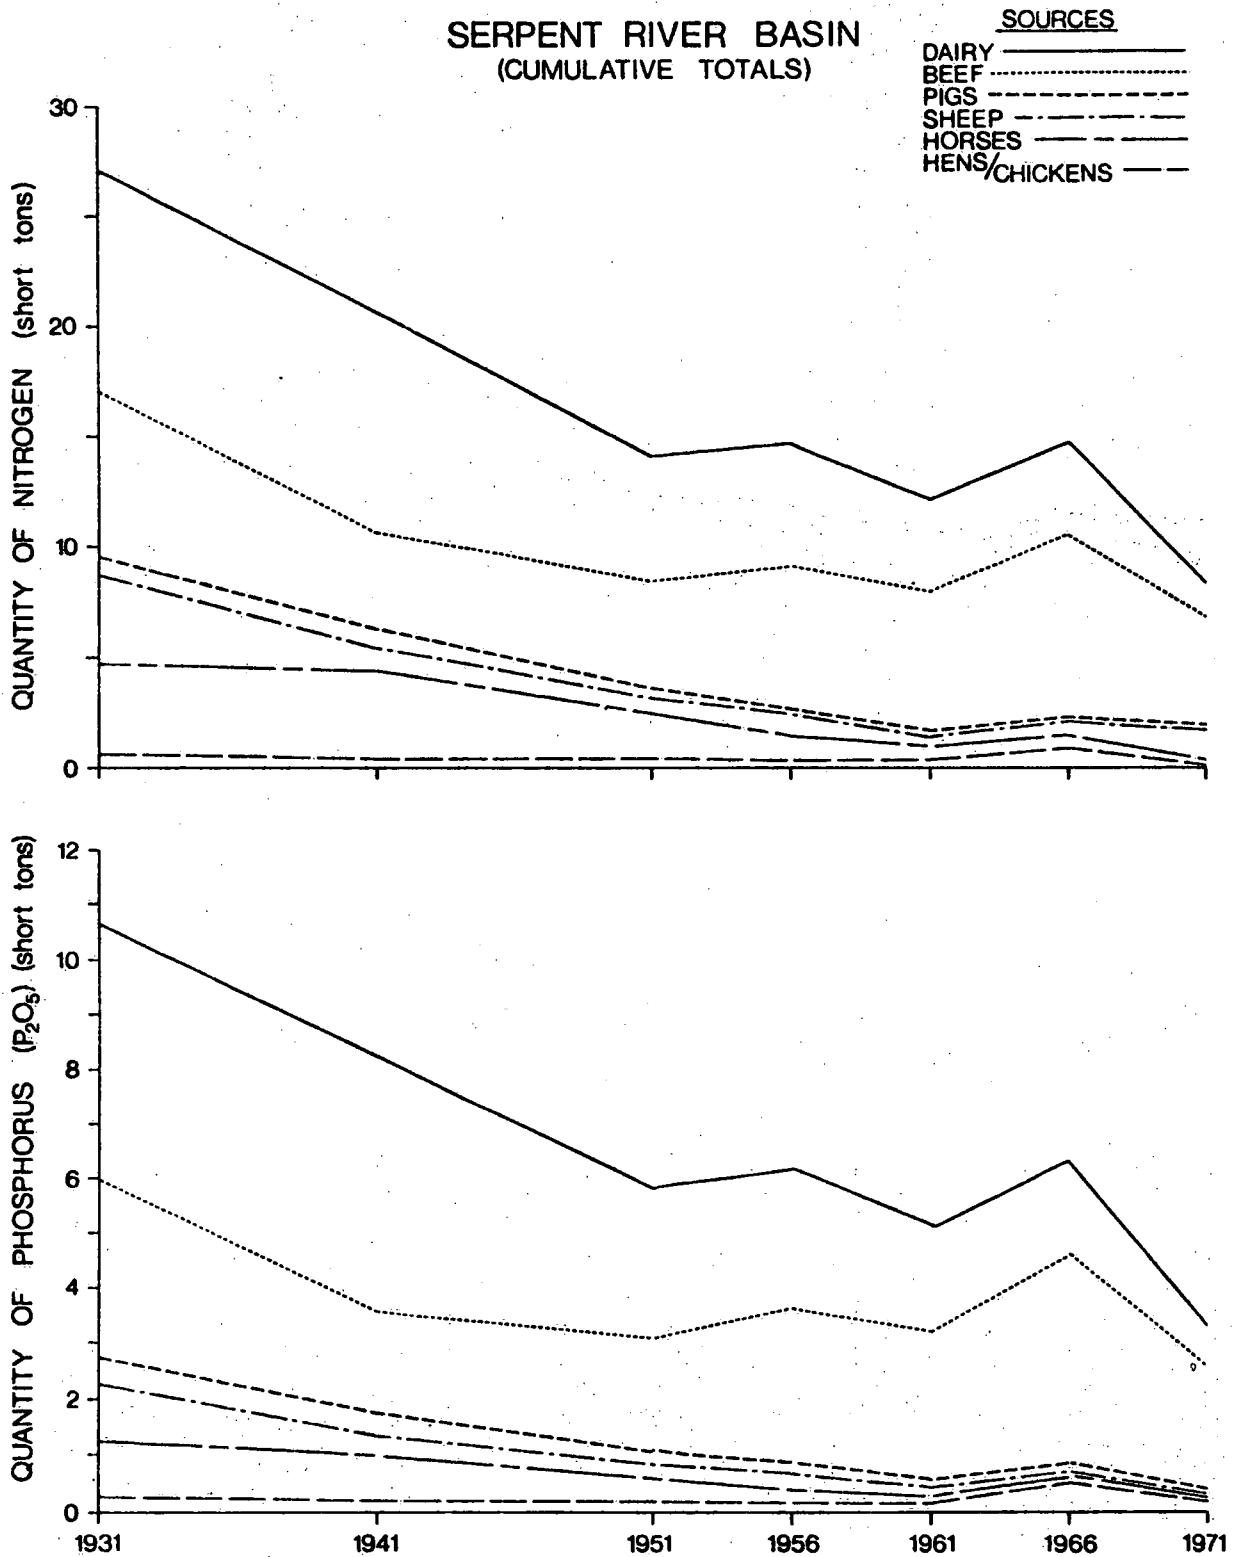 SERPENT RIVER BASIN
(CUMULATIVE TOTALS)
SOURCES
DAIRY
BEEF
PIGS
SHEEP
HORSES
HENS/CHICKENS
QUANTITY OF NITROGEN (short tons)
30
20
10
0
QUANTITY OF PHOSPHORUS (P₂O₅) (short tons)
12
10
8
6
4
2
0
1931 1941 1951 1956 1961 1966 1971